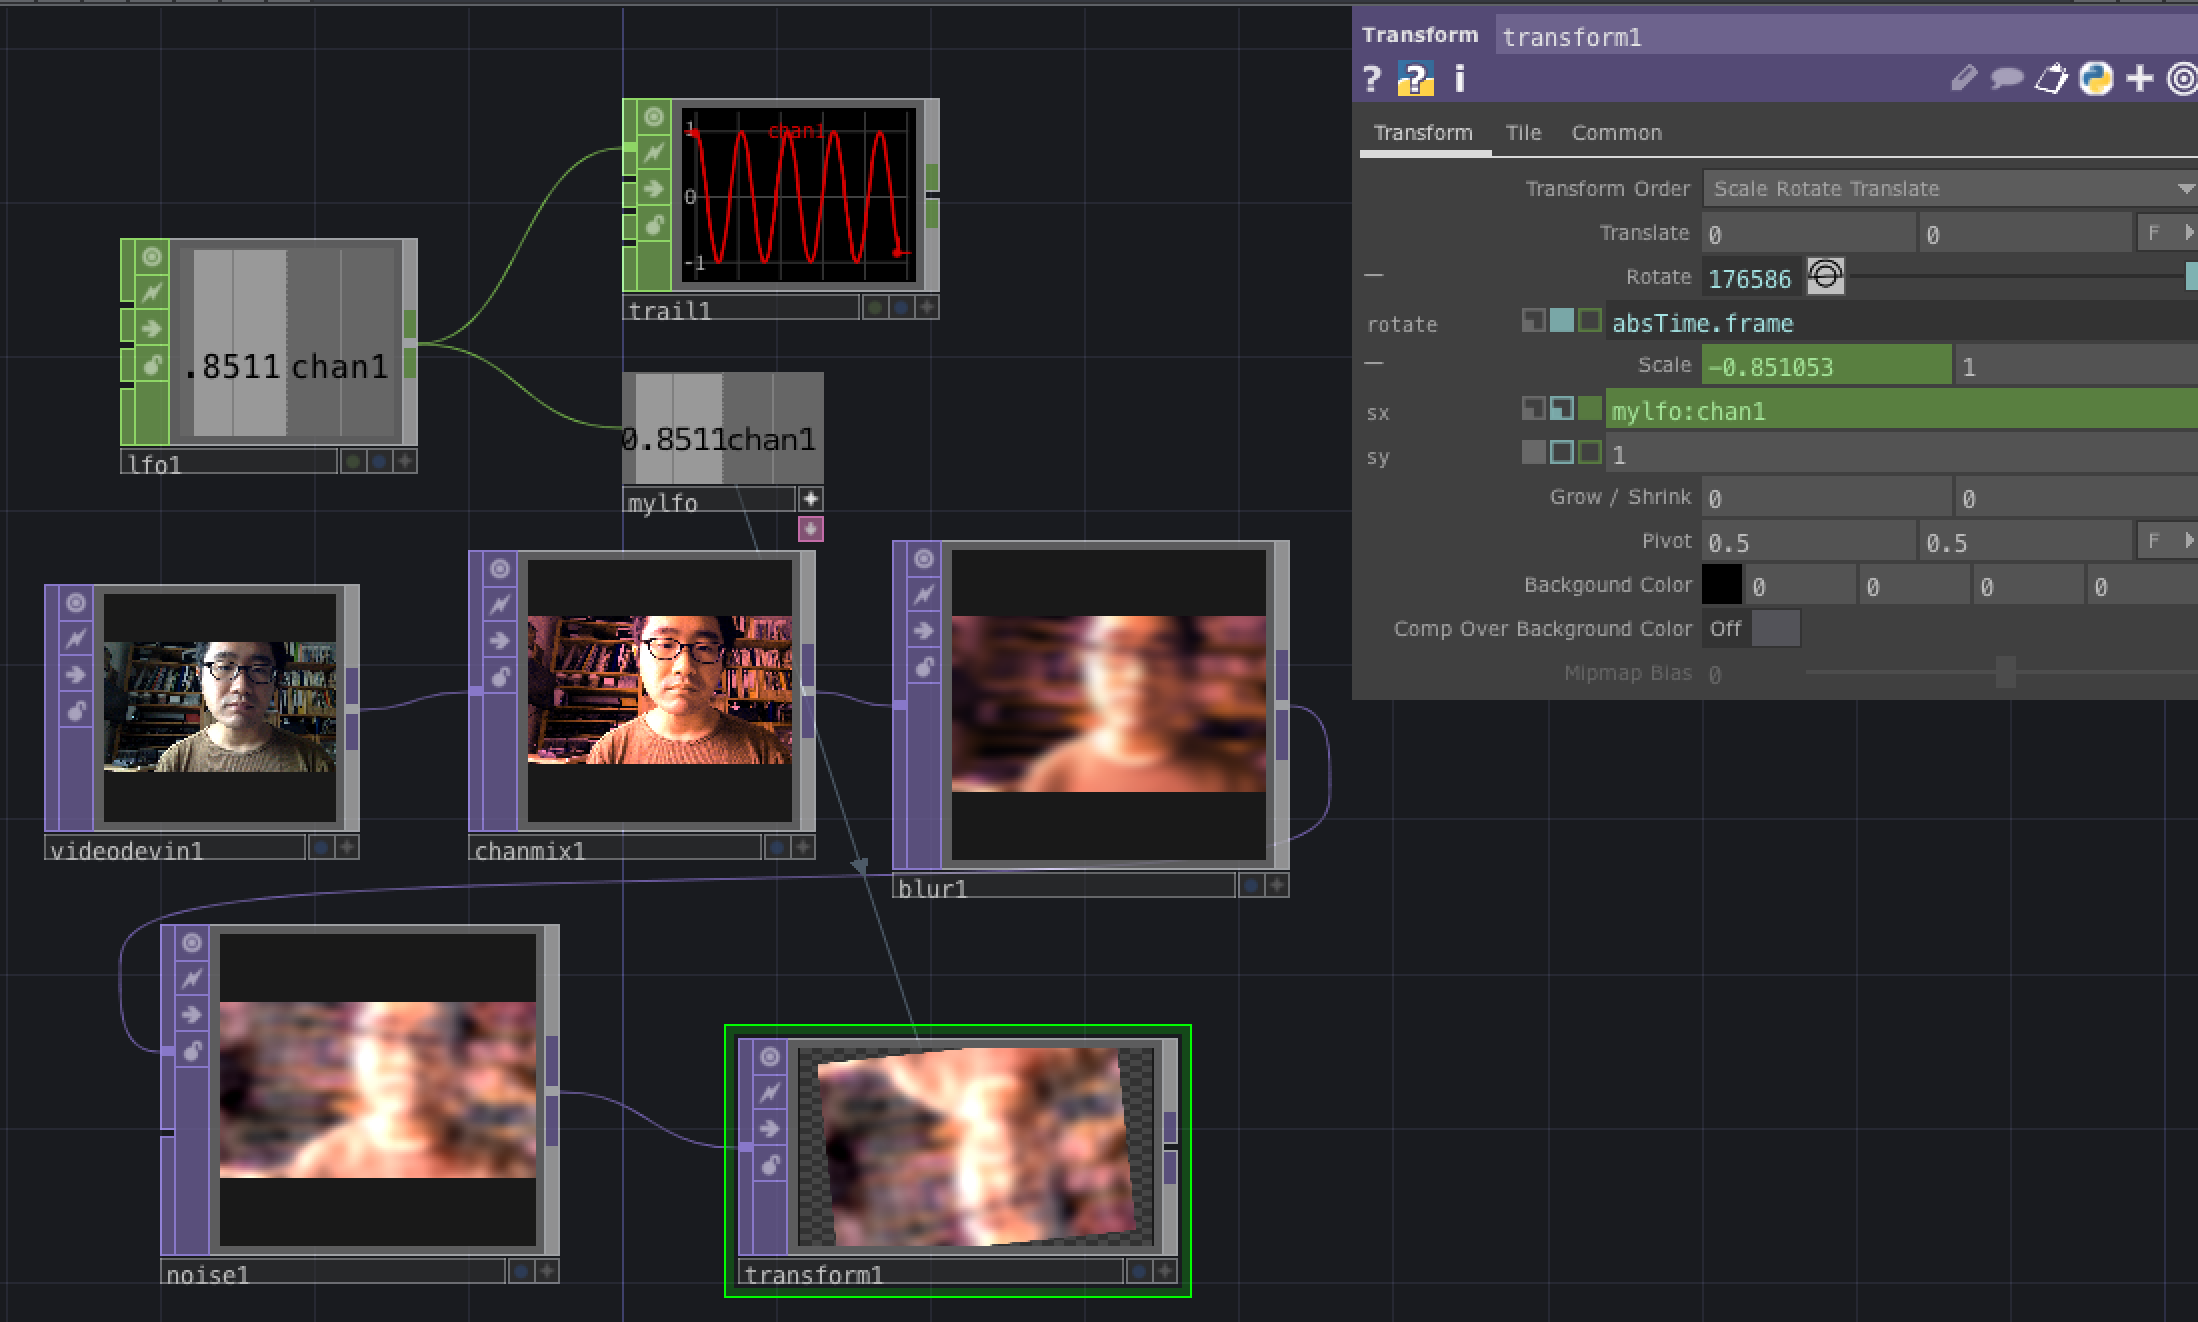 Transform transform1
? ? i
Transform Tile Common
Transform Order Scale Rotate Translate
Translate 0 0 F
Rotate 176586
rotate absTime.frame
Scale -0.851053 1
sx mylfo:chan1
sy 1
Grow / Shrink 0 0
Pivot 0.5 0.5 F
Backgound Color 0 0 0 0
Comp Over Background Color Off
Mipmap Bias 0
1 chan1
0
-1
trail1
.8511 chan1
lfo1
0.8511chan1
mylfo
videodevin1
chanmix1
blur1
noise1
transform1